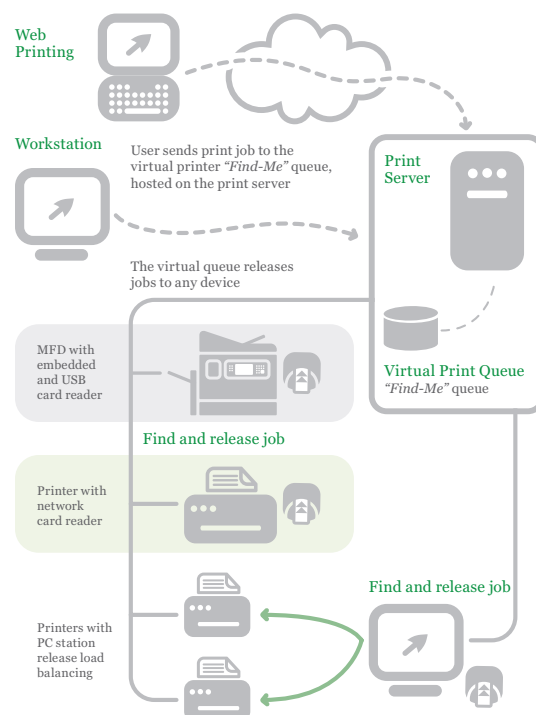 Web
Printing
Workstation
User sends print job to the
virtual printer “Find-Me” queue,
hosted on the print server
Print
Server
The virtual queue releases
jobs to any device
Virtual Print Queue
“Find-Me” queue
MFD with
embedded
and USB
card reader
Find and release job
Printer with
network
card reader
Find and release job
Printers with
PC station
release load
balancing